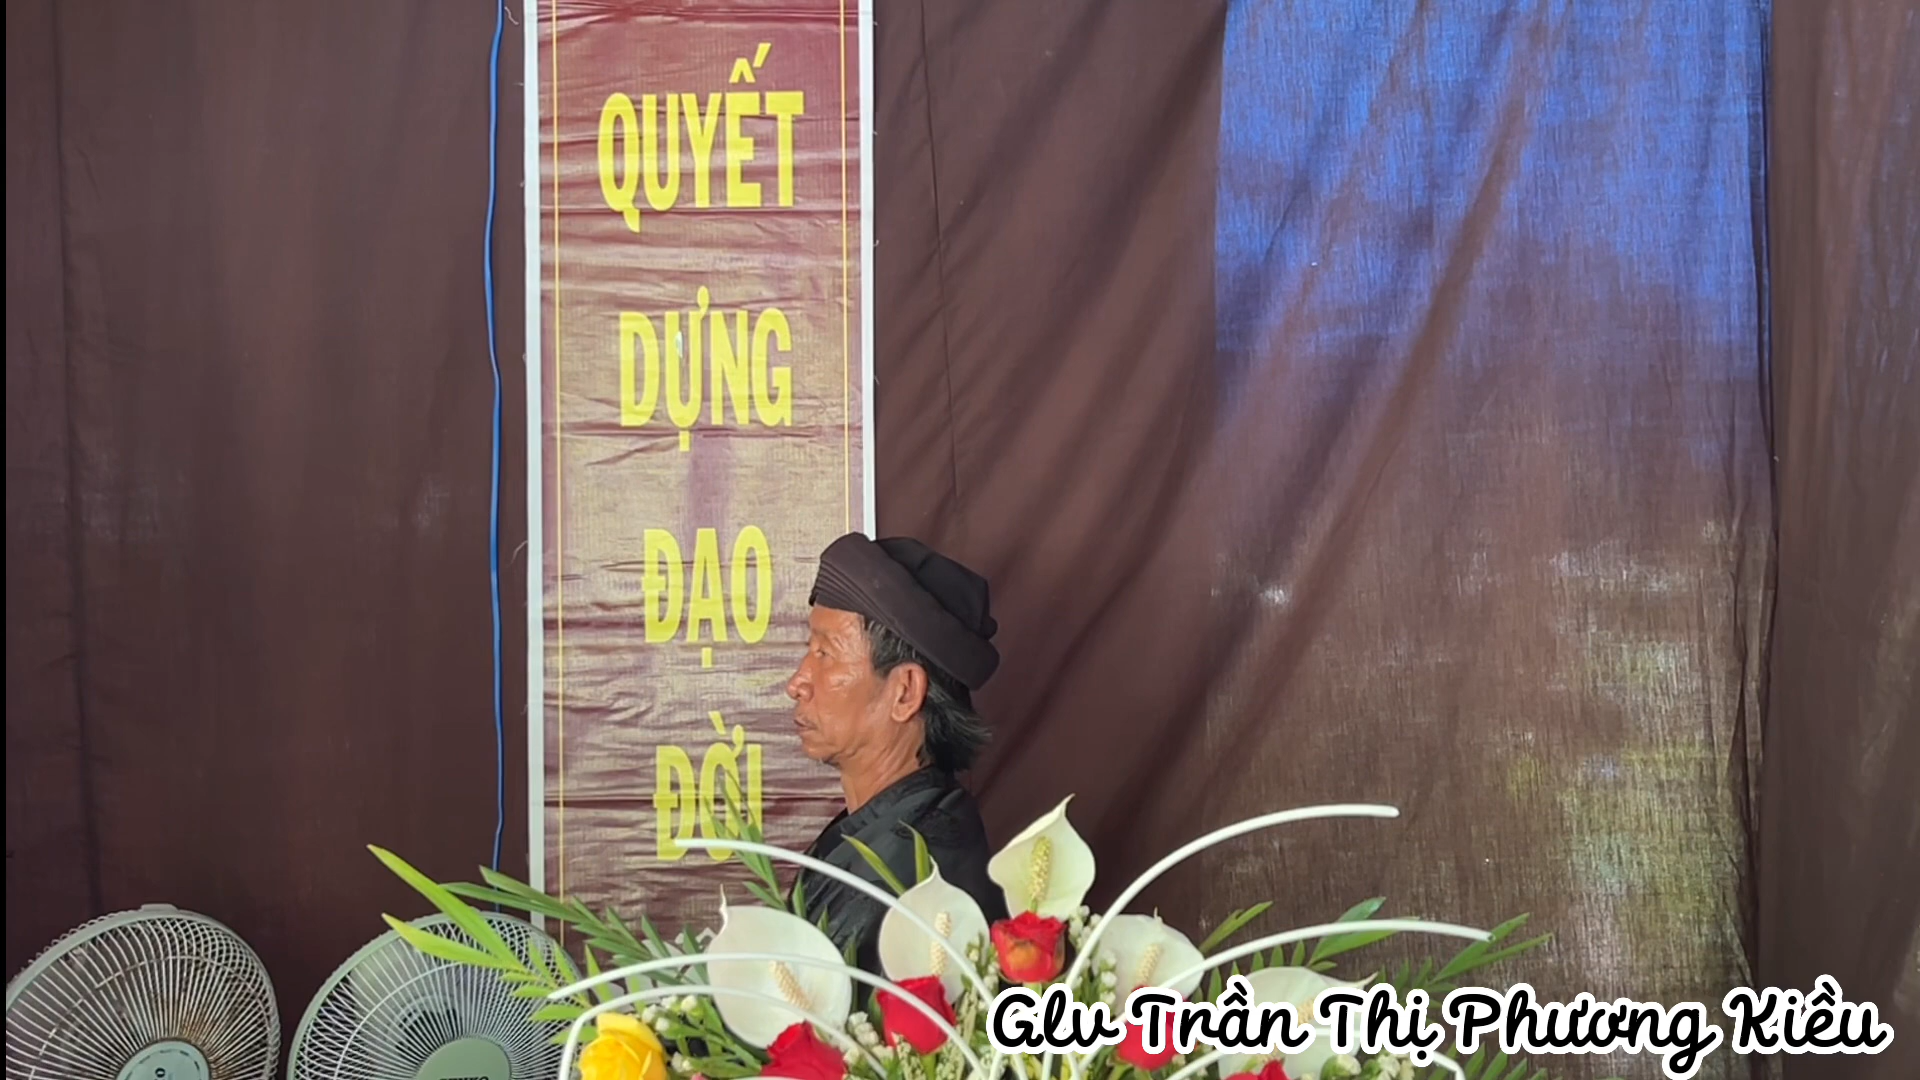 QUYẾT
DỰNG
ĐẠO
ĐỜI
Glv Trần Thị Phương Kiều